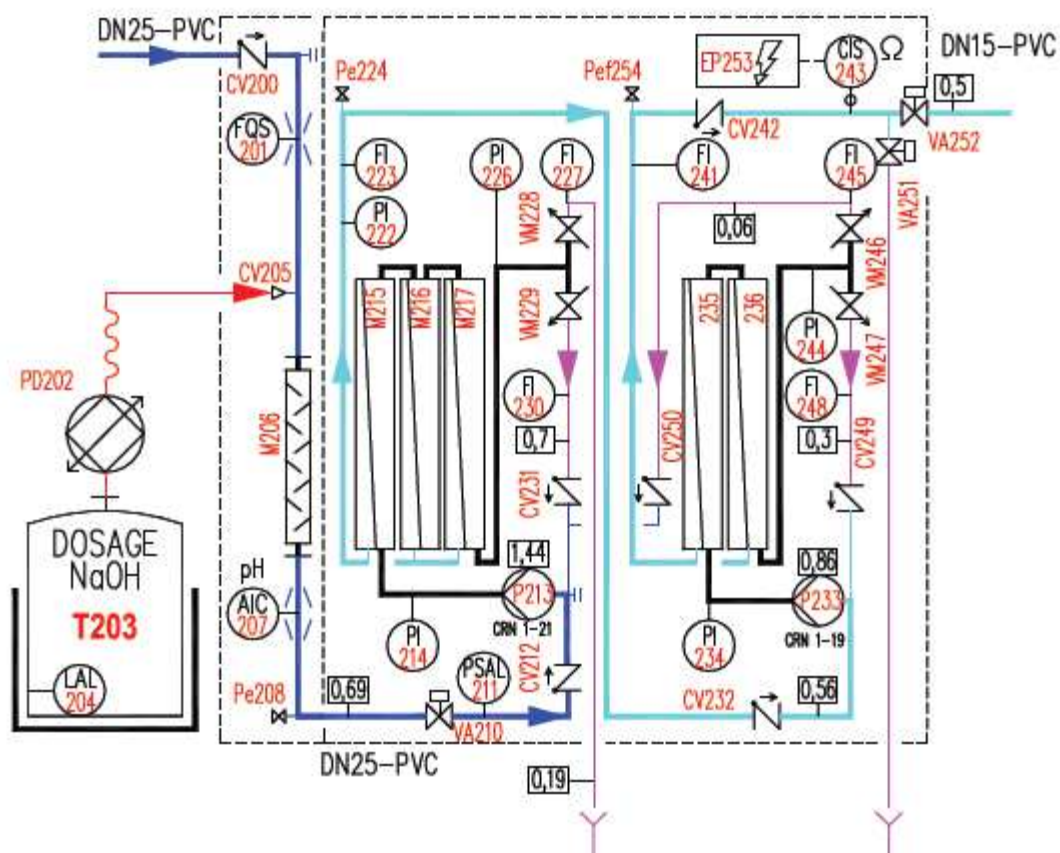 DN25-PVC
CV200
FQS
201
CV205
PD202
M206
DOSAGE
NaOH
T203
LAL
204
pH
AIC
207
Pe208
0,69
VA210
PSAL
211
CV212
DN25-PVC
Pe224
FI
223
PI
222
PI
226
FI
227
VM228
VM229
M215
M216
M217
FI
230
0,7
CV231
1,44
P213
CRN 1-21
PI
214
0,19
Pef254
EP253
CIS
243
Ω
DN15-PVC
0,5
CV242
VA252
FI
241
FI
245
VA251
0,06
VM246
VM247
235
236
PI
244
FI
248
0,3
CV249
CV250
0,86
P233
CRN 1-19
PI
234
CV232
0,56